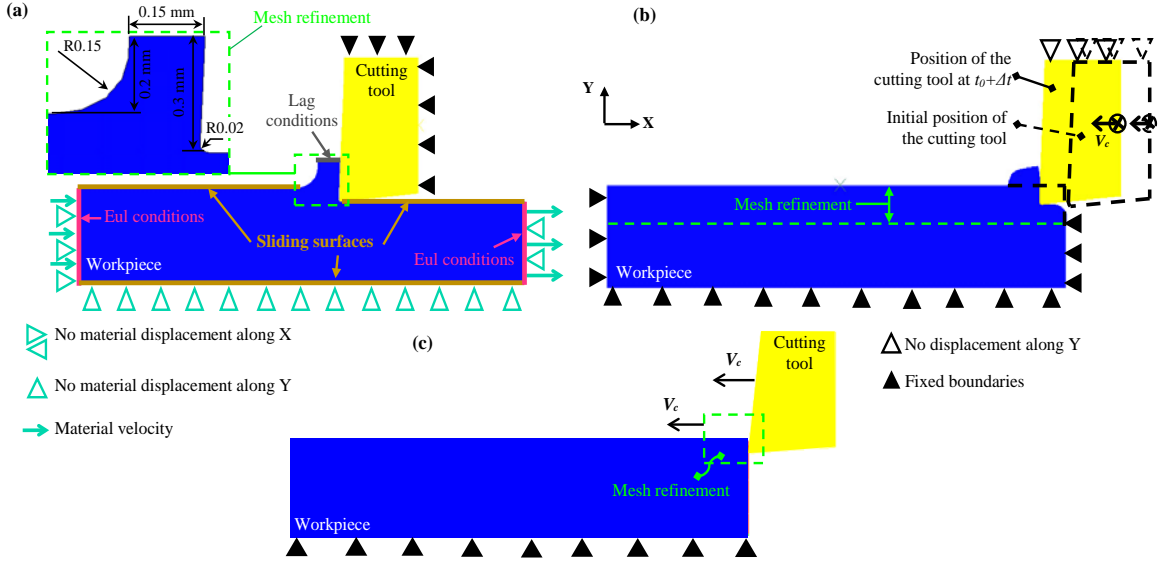 (a)
0.15 mm
Mesh refinement
R0.15
0.2 mm
0.3 mm
R0.02
Cutting
tool
Lag
conditions
Eul conditions
Sliding surfaces
Eul conditions
Workpiece
No material displacement along X
No material displacement along Y
Material velocity
(b)
Position of the
cutting tool at t₀+Δt
Y
X
Initial position of
the cutting tool
Vc
Mesh refinement
Workpiece
No displacement along Y
Fixed boundaries
(c)
Cutting
tool
Vc
Vc
Mesh refinement
Workpiece